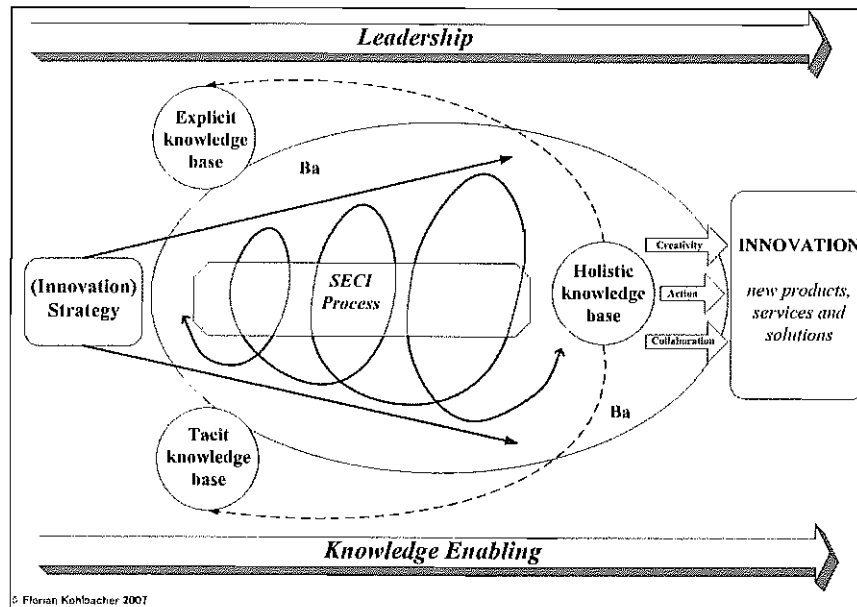 Leadership
Explicit
knowledge
base
Ba
(Innovation)
Strategy
SECI
Process
Holistic
knowledge
base
Creativity
Action
Collaboration
INNOVATION
new products,
services and
solutions
Tacit
knowledge
base
Ba
Knowledge Enabling
© Florian Kohlbacher 2007